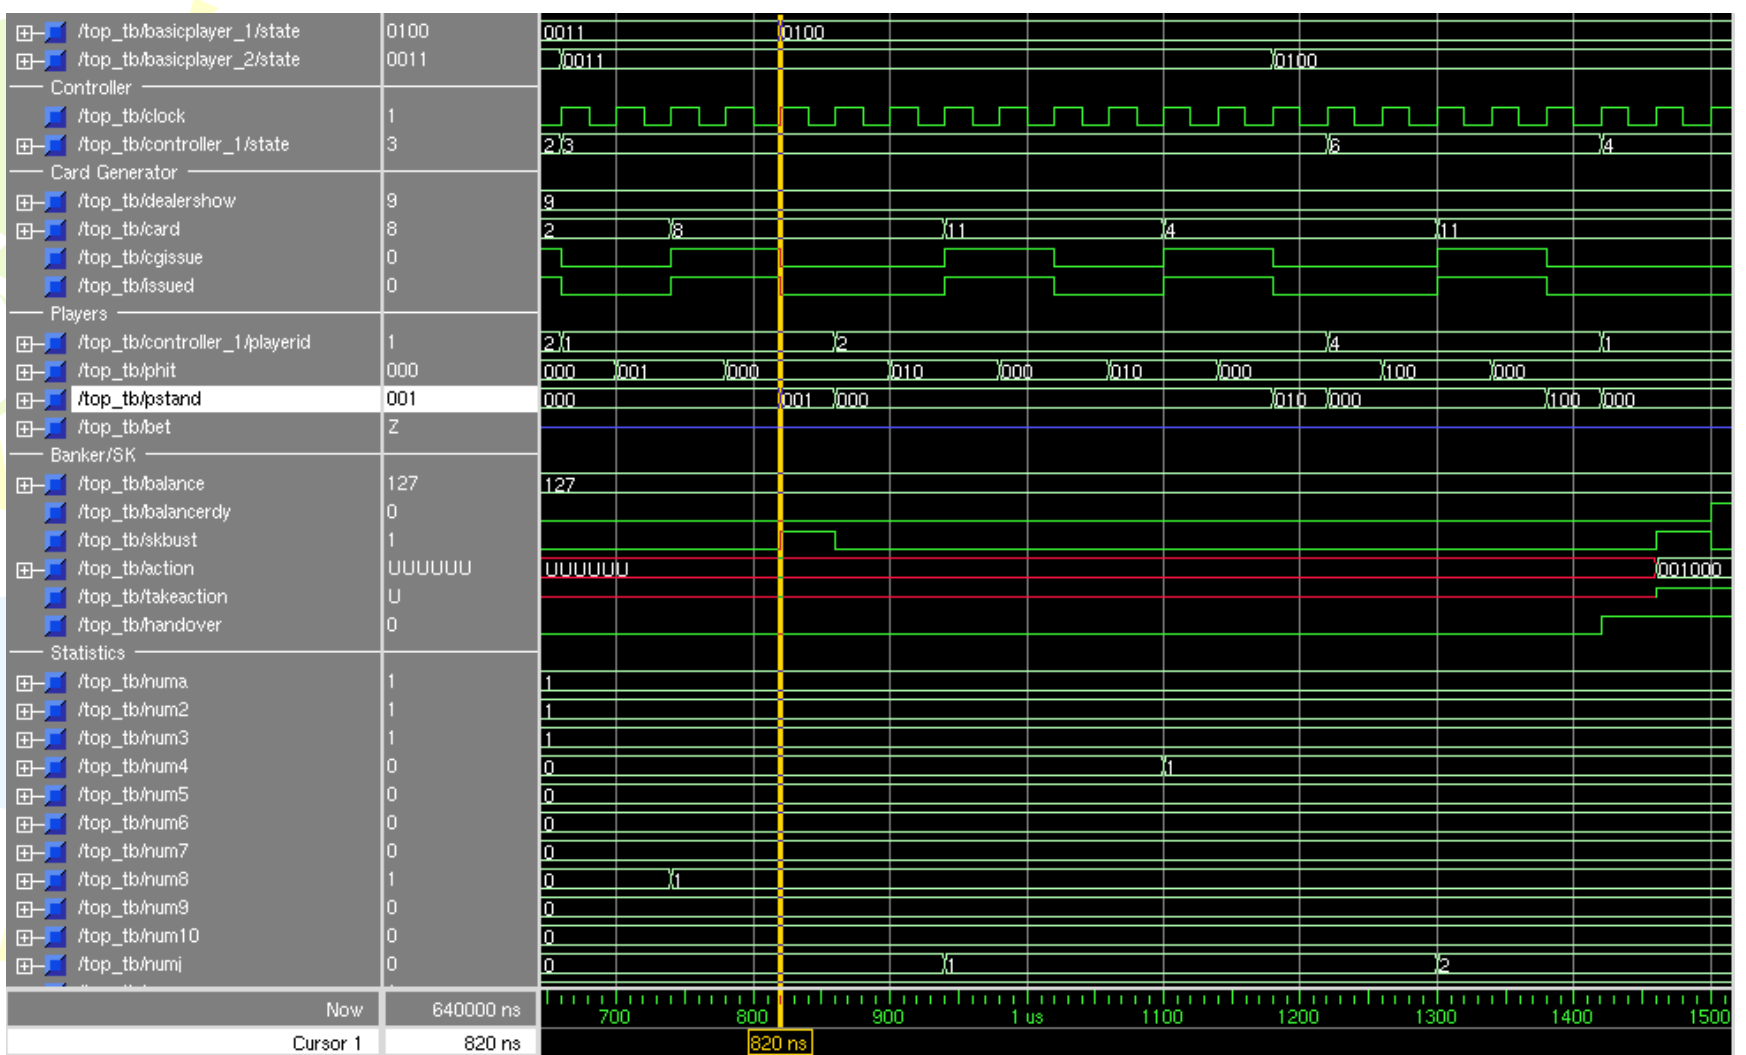 /top_tb/basicplayer_1/state 0100 0011 0100
/top_tb/basicplayer_2/state 0011 0011 0100
Controller
/top_tb/clock 1
/top_tb/controller_1/state 3 2 3 6 4
Card Generator
/top_tb/dealershow 9 9
/top_tb/card 8 2 8 11 4 11
/top_tb/cgissue 0
/top_tb/issued 0
Players
/top_tb/controller_1/playerid 1 2 1 2 4 1
/top_tb/phit 000 000 001 000 010 000 010 000 100 000
/top_tb/pstand 001 000 001 000 010 000 100 000
/top_tb/bet Z
Banker/SK
/top_tb/balance 127 127
/top_tb/balancerdy 0
/top_tb/skbust 1
/top_tb/action UUUUUU UUUUUU 001000
/top_tb/takeaction U
/top_tb/handover 0
Statistics
/top_tb/numa 1 1
/top_tb/num2 1 1
/top_tb/num3 1 1
/top_tb/num4 0 0 1
/top_tb/num5 0 0
/top_tb/num6 0 0
/top_tb/num7 0 0
/top_tb/num8 1 0 1
/top_tb/num9 0 0
/top_tb/num10 0 0
/top_tb/numj 0 0 1 2
Now 640000 ns 700 800 900 1 us 1100 1200 1300 1400 1500
Cursor 1 820 ns 820 ns